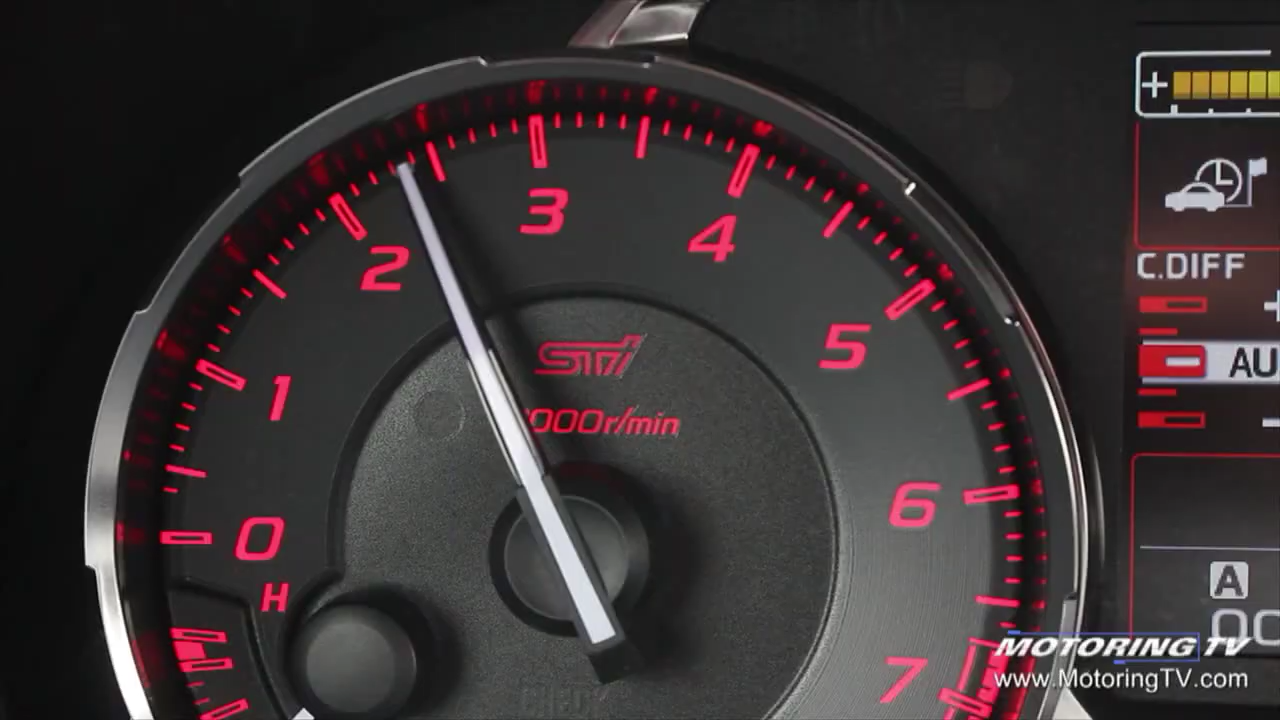 3
4
2
C.DIFF
STi
5
1
AU
000r/min
6
0
A
H
MOTORING TV
7
www.MotoringTV.com